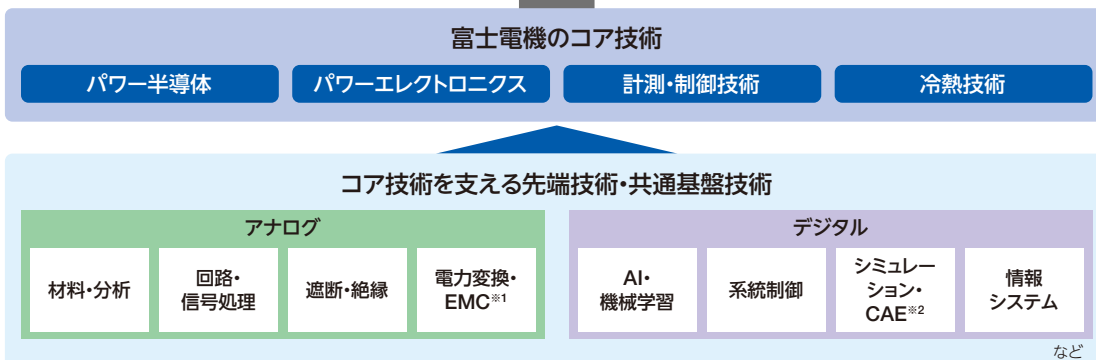 富士電機のコア技術
パワー半導体
パワーエレクトロニクス
計測・制御技術
冷熱技術
コア技術を支える先端技術・共通基盤技術
アナログ
デジタル
材料・分析
回路・
信号処理
遮断・絶縁
電力変換・
EMC※1
AI・
機械学習
系統制御
シミュレー
ション・
CAE※2
情報
システム
など